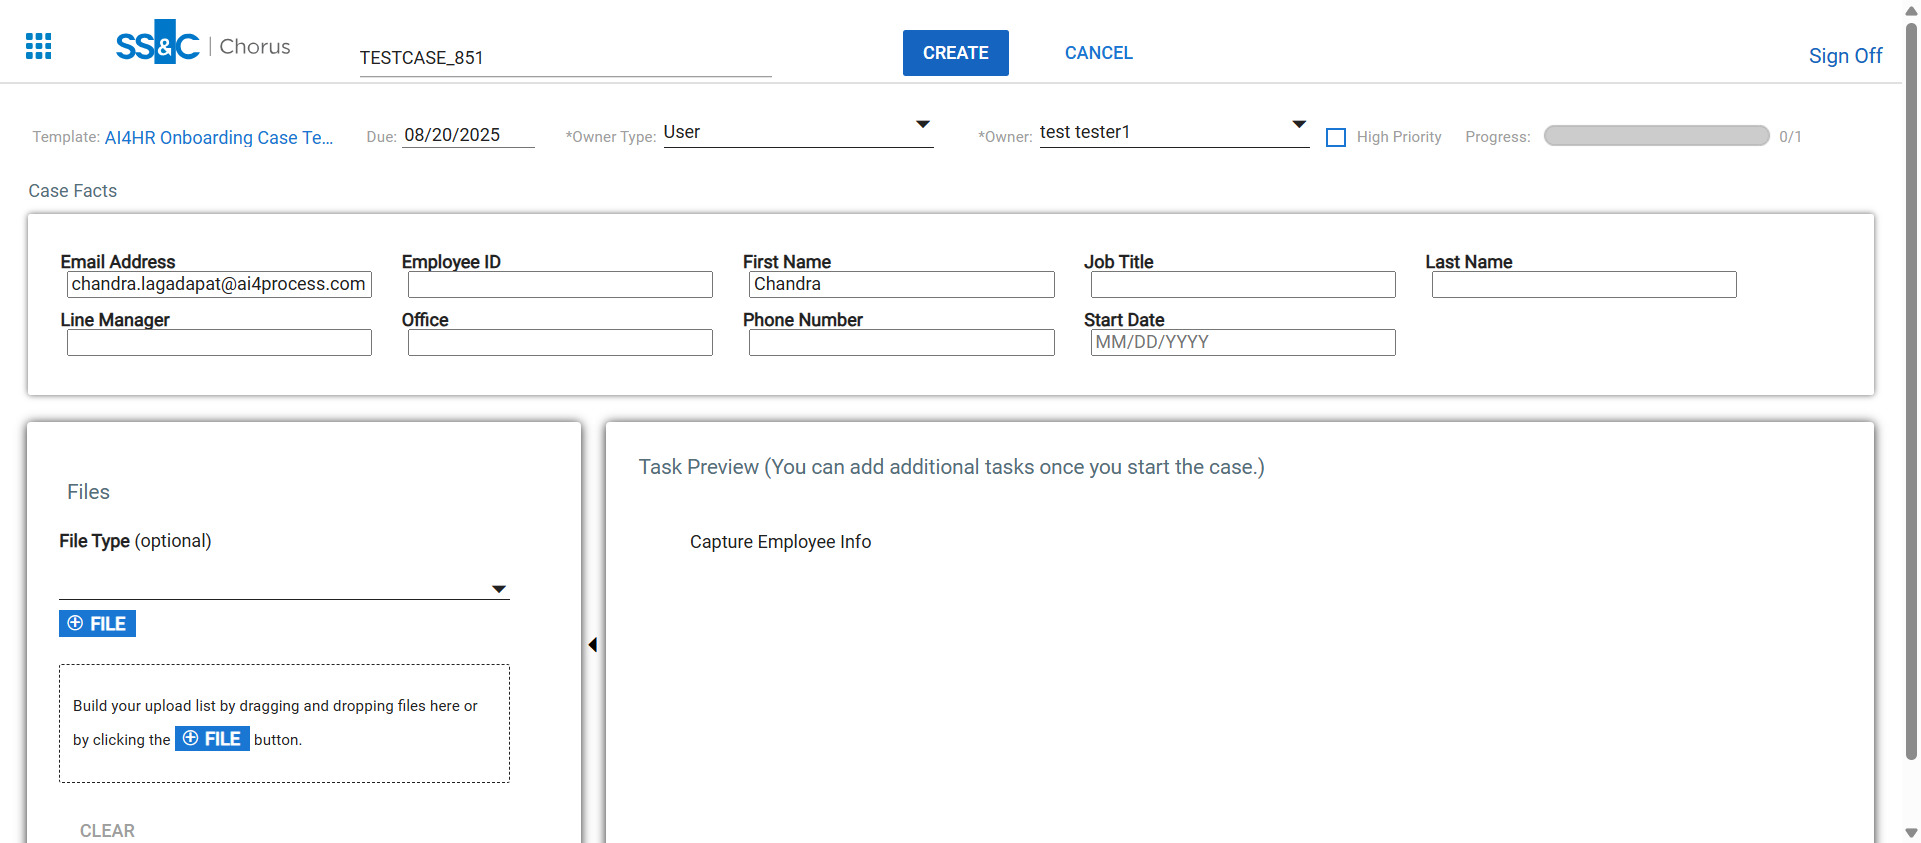 SS&C | Chorus
TESTCASE_851
CREATE
CANCEL
Sign Off
Template: AI4HR Onboarding Case Te...
Due: 08/20/2025
*Owner Type: User
*Owner: test tester1
High Priority
Progress: 0/1
Case Facts
Email Address
chandra.lagadapat@ai4process.com
Employee ID
First Name
Chandra
Job Title
Last Name
Line Manager
Office
Phone Number
Start Date
MM/DD/YYYY
Files
File Type (optional)
FILE
Build your upload list by dragging and dropping files here or
by clicking the FILE button.
CLEAR
Task Preview (You can add additional tasks once you start the case.)
Capture Employee Info